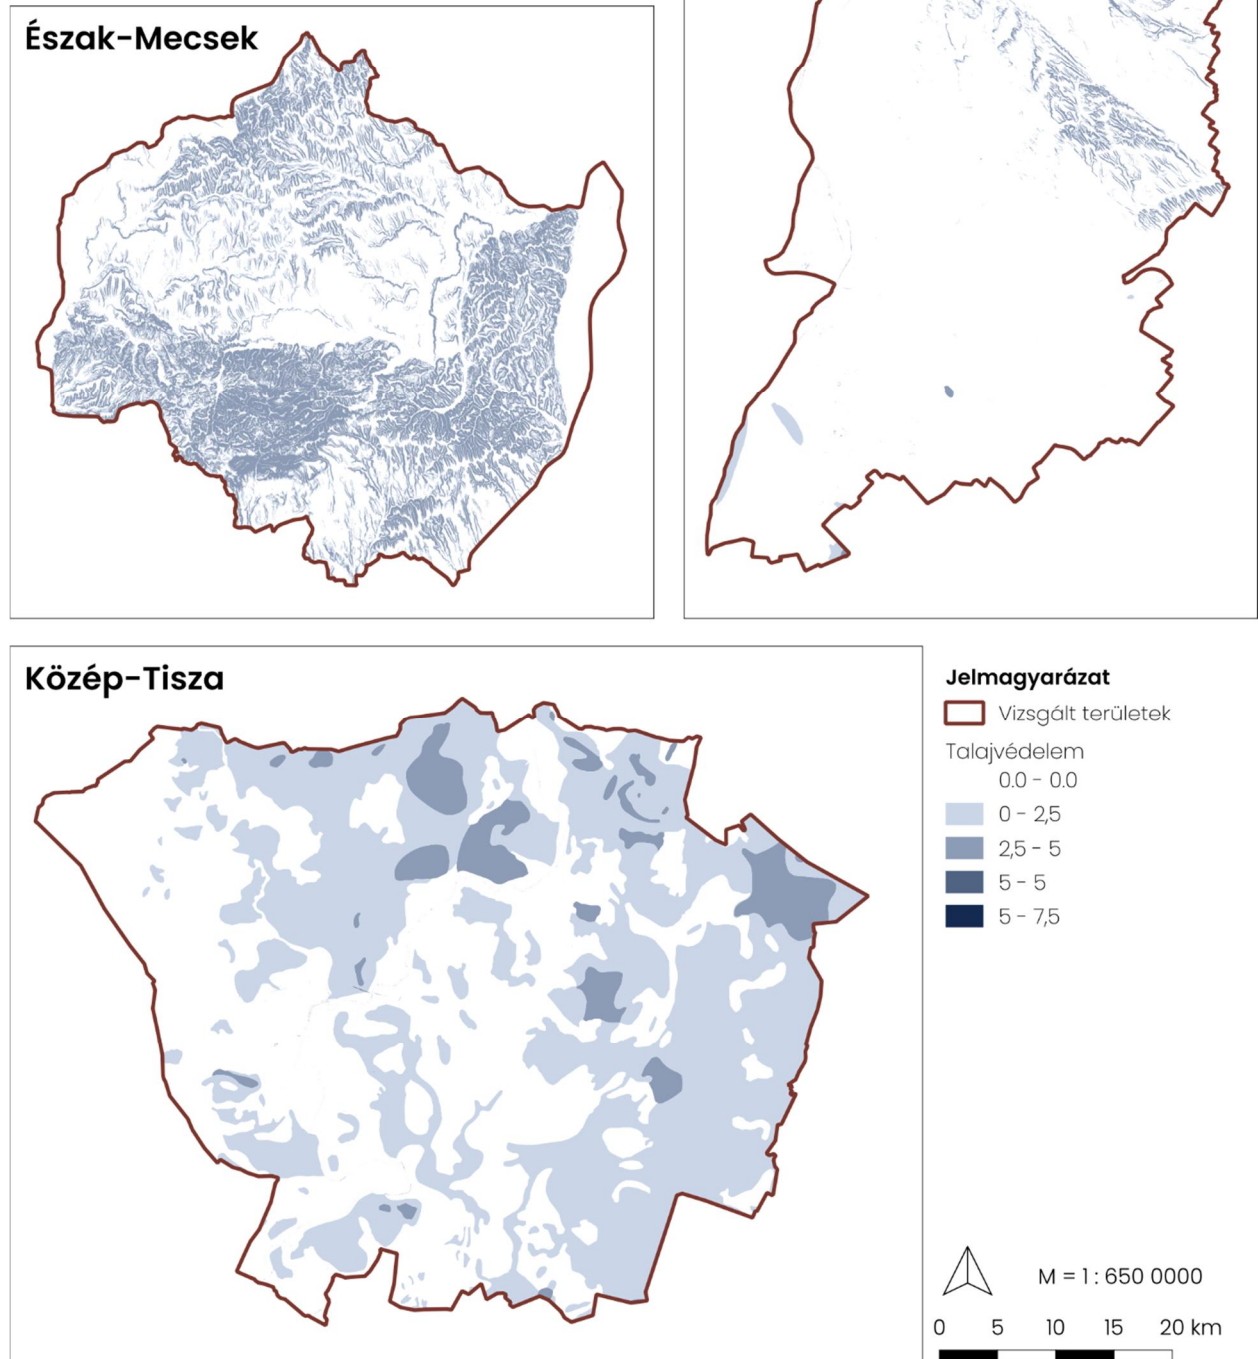 Észak-Mecsek
Közép-Tisza
Jelmagyarázat
Vizsgált területek
Talajvédelem
0.0 - 0.0
0 - 2,5
2,5 - 5
5 - 5
5 - 7,5
M = 1 : 650 0000
0 5 10 15 20 km